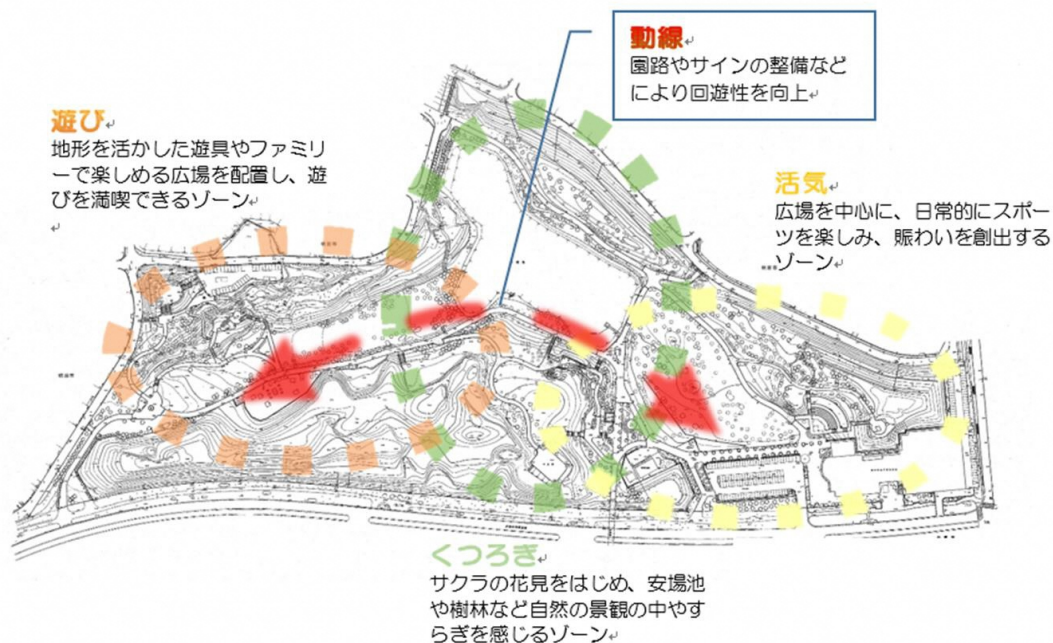 動線
園路やサインの整備など
により回遊性を向上
遊び
地形を活かした遊具やファミリ
ーで楽しめる広場を配置し、遊
びを満喫できるゾーン
活気
広場を中心に、日常的にスポー
ツを楽しみ、賑わいを創出する
ゾーン
くつろぎ
サクラの花見をはじめ、安場池
や樹林など自然の景観の中やす
らぎを感じるゾーン